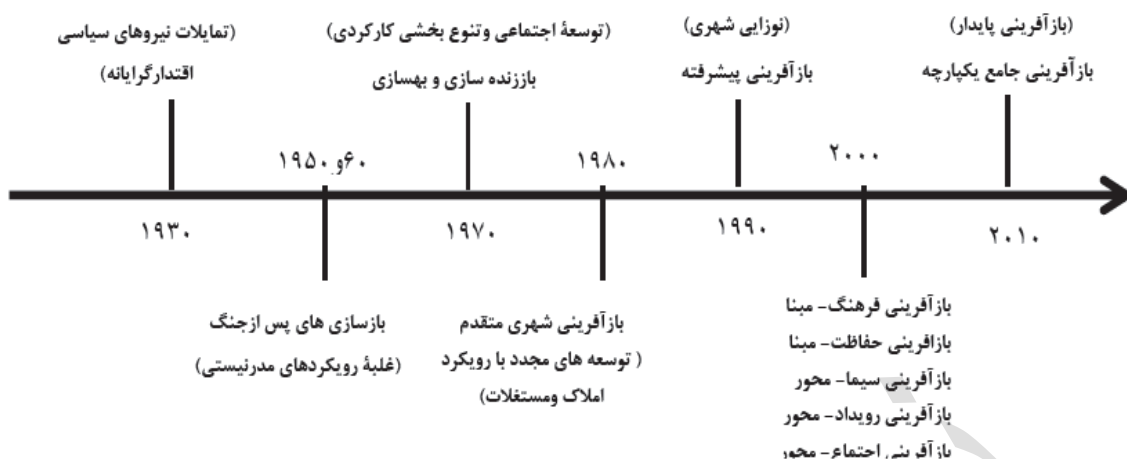 (تمایلات نیروهای سیاسی
اقتدارگرایانه)
(توسعهٔ اجتماعی وتنوع بخشی کارکردی)
باززنده سازی و بهسازی
(نوزایی شهری)
بازآفرینی پیشرفته
(بازآفرینی پایدار)
بازآفرینی جامع یکپارچه
۱۹۵۰و۶۰
۱۹۸۰
۲۰۰۰
۱۹۳۰
۱۹۷۰
۱۹۹۰
۲۰۱۰
بازسازی های پس ازجنگ
(غلبهٔ رویکردهای مدرنیستی)
بازآفرینی شهری متقدم
( توسعه های مجدد با رویکرد
املاک ومستغلات)
بازآفرینی فرهنگ- مبنا
بازافرینی حفاظت- مبنا
بازآفرینی سیما- محور
بازآفرینی رویداد- محور
بازآفرینی اجتماع- محور